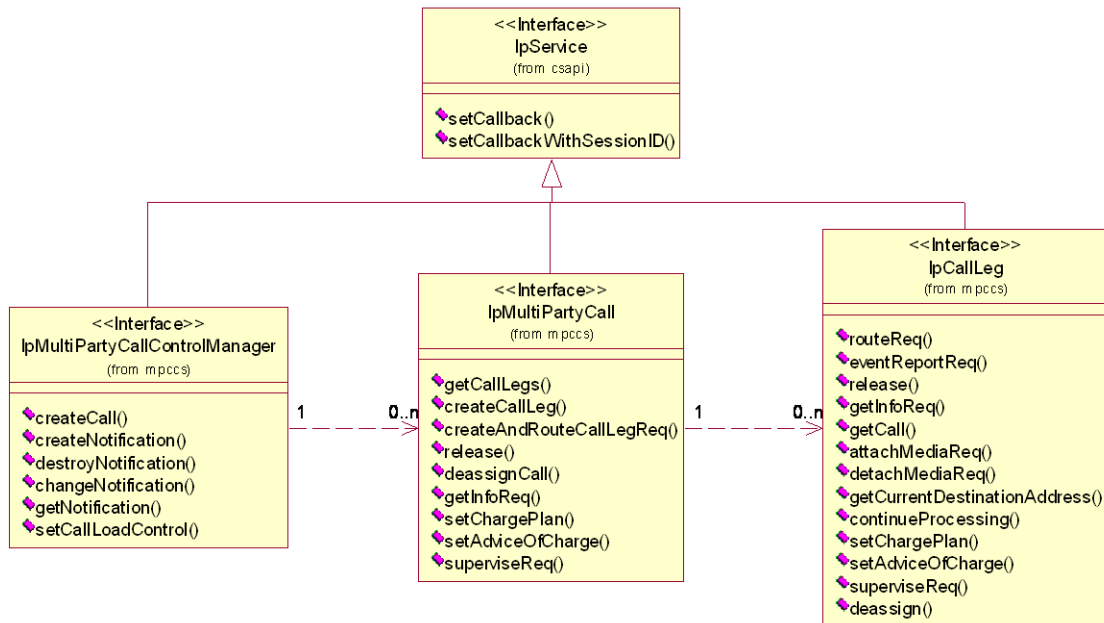 <<Interface>>
IpService
(from csapi)
setCallback()
setCallbackWithSessionID()
<<Interface>>
IpMultiPartyCallControlManager
(from mpccs)
createCall()
createNotification()
destroyNotification()
changeNotification()
getNotification()
setCallLoadControl()
1
0..n
<<Interface>>
IpMultiPartyCall
(from mpccs)
getCallLegs()
createCallLeg()
createAndRouteCallLegReq()
release()
deassignCall()
getInfoReq()
setChargePlan()
setAdviceOfCharge()
superviseReq()
1
0..n
<<Interface>>
IpCallLeg
(from mpccs)
routeReq()
eventReportReq()
release()
getInfoReq()
getCall()
attachMediaReq()
detachMediaReq()
getCurrentDestinationAddress()
continueProcessing()
setChargePlan()
setAdviceOfCharge()
superviseReq()
deassign()